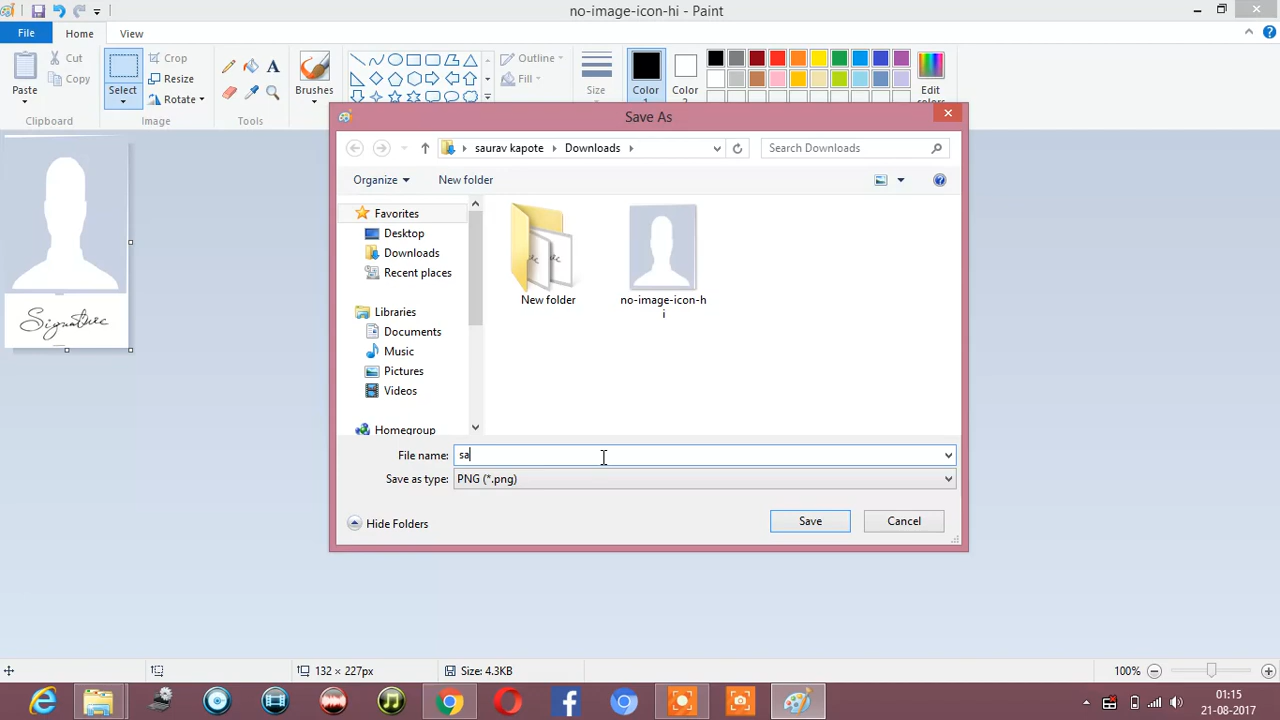 no-image-icon-hi - Paint
File
Home
View
Paste
Cut
Copy
Clipboard
Select
Crop
Resize
Rotate
Image
Tools
Brushes
Outline
Fill
Size
Color
1
Color
2
Edit
colors
Signature
Save As
saurav kapote
Downloads
Search Downloads
Organize
New folder
Favorites
Desktop
Downloads
Recent places
Libraries
Documents
Music
Pictures
Videos
Homegroup
New folder
no-image-icon-h
i
File name: sa
Save as type: PNG (*.png)
Hide Folders
Save
Cancel
132 × 227px
Size: 4.3KB
100%
01:15
21-08-2017